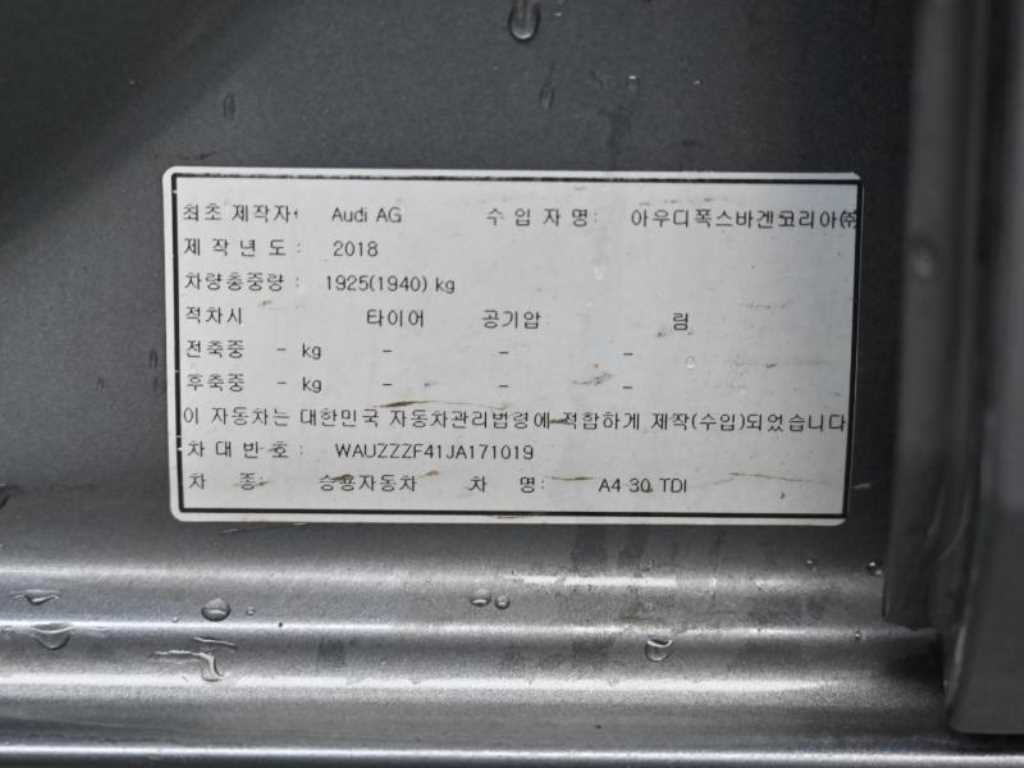 최초 제작자: Audi AG 수 입 자 명: 아우디폭스바겐코리아㈜
제 작 년 도 : 2018
차량총중량 : 1925(1940) kg
적차시 타이어 공기압 림
전축중 - kg - - -
후축중 - kg - - -
이 자동차는 대한민국 자동차관리법령에 적합하게 제작(수입)되었습니다
차 대 번 호 : WAUZZZF41JA171019
차 종: 승용자동차 차 명: A4 30 TDI